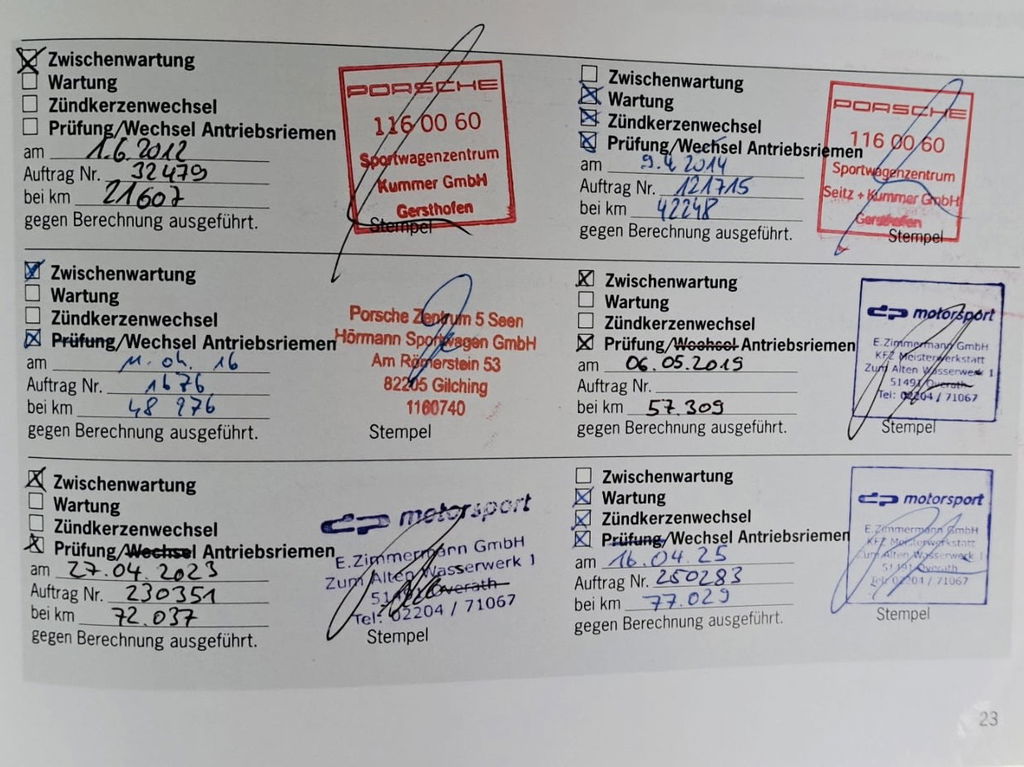 Zwischenwartung
Wartung
Zündkerzenwechsel
Prüfung/Wechsel Antriebsriemen
am 1.6.2012
Auftrag Nr. 32479
bei km 21607
gegen Berechnung ausgeführt.
PORSCHE
116 00 60
Sportwagenzentrum
Kummer GmbH
Gersthofen
Stempel
Zwischenwartung
Wartung
Zündkerzenwechsel
Prüfung/Wechsel Antriebsriemen
am 9.4.2014
Auftrag Nr. 121715
bei km 42248
gegen Berechnung ausgeführt.
PORSCHE
116 00 60
Sportwagenzentrum
Seitz + Kummer GmbH
Gersthofen
Stempel
Zwischenwartung
Wartung
Zündkerzenwechsel
Prüfung/Wechsel Antriebsriemen
am 11. 04. 16
Auftrag Nr. 1676
bei km 48 976
gegen Berechnung ausgeführt.
Porsche Zentrum 5 Seen
Hörmann Sportwagen GmbH
Am Römerstein 53
82205 Gilching
1160740
Stempel
Zwischenwartung
Wartung
Zündkerzenwechsel
Prüfung/Wechsel Antriebsriemen
am 06.05.2019
Auftrag Nr.
bei km 57.309
gegen Berechnung ausgeführt.
dp motorsport
E.Zimmermann GmbH
KFZ Meisterwerkstatt
Zum Alten Wasserwerk 1
51491 Overath
Tel: 02204 / 71067
Stempel
Zwischenwartung
Wartung
Zündkerzenwechsel
Prüfung/Wechsel Antriebsriemen
am 27.04.2023
Auftrag Nr. 230351
bei km 72.037
gegen Berechnung ausgeführt.
dp motorsport
E.Zimmermann GmbH
Zum Alten Wasserwerk 1
51491 Overath
Tel: 02204 / 71067
Stempel
Zwischenwartung
Wartung
Zündkerzenwechsel
Prüfung/Wechsel Antriebsriemen
am 16.04.25
Auftrag Nr. 250283
bei km 77.029
gegen Berechnung ausgeführt.
dp motorsport
E.Zimmermann GmbH
KFZ Meisterwerkstatt
Zum Alten Wasserwerk 1
51491 Overath
Tel: 02204 / 71067
Stempel
23